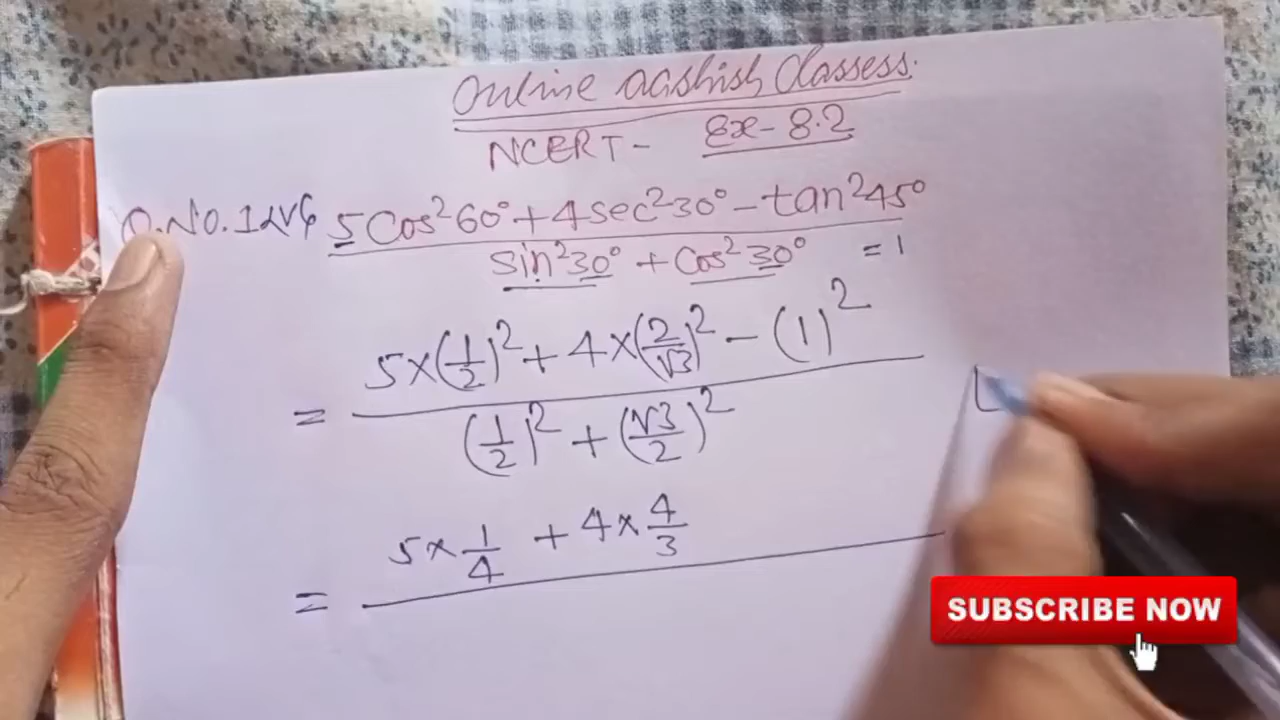 Online aashish Classess.
NCERT- Ex-8.2
Q.No.1 5Cos²60°+4sec²30°-tan²45°
sin²30° + Cos²30° = 1
5×(1/2)²+4×(2/√3)²-(1)²
= (1/2)²+(√3/2)²
5×1/4 +4×4/3
=
SUBSCRIBE NOW